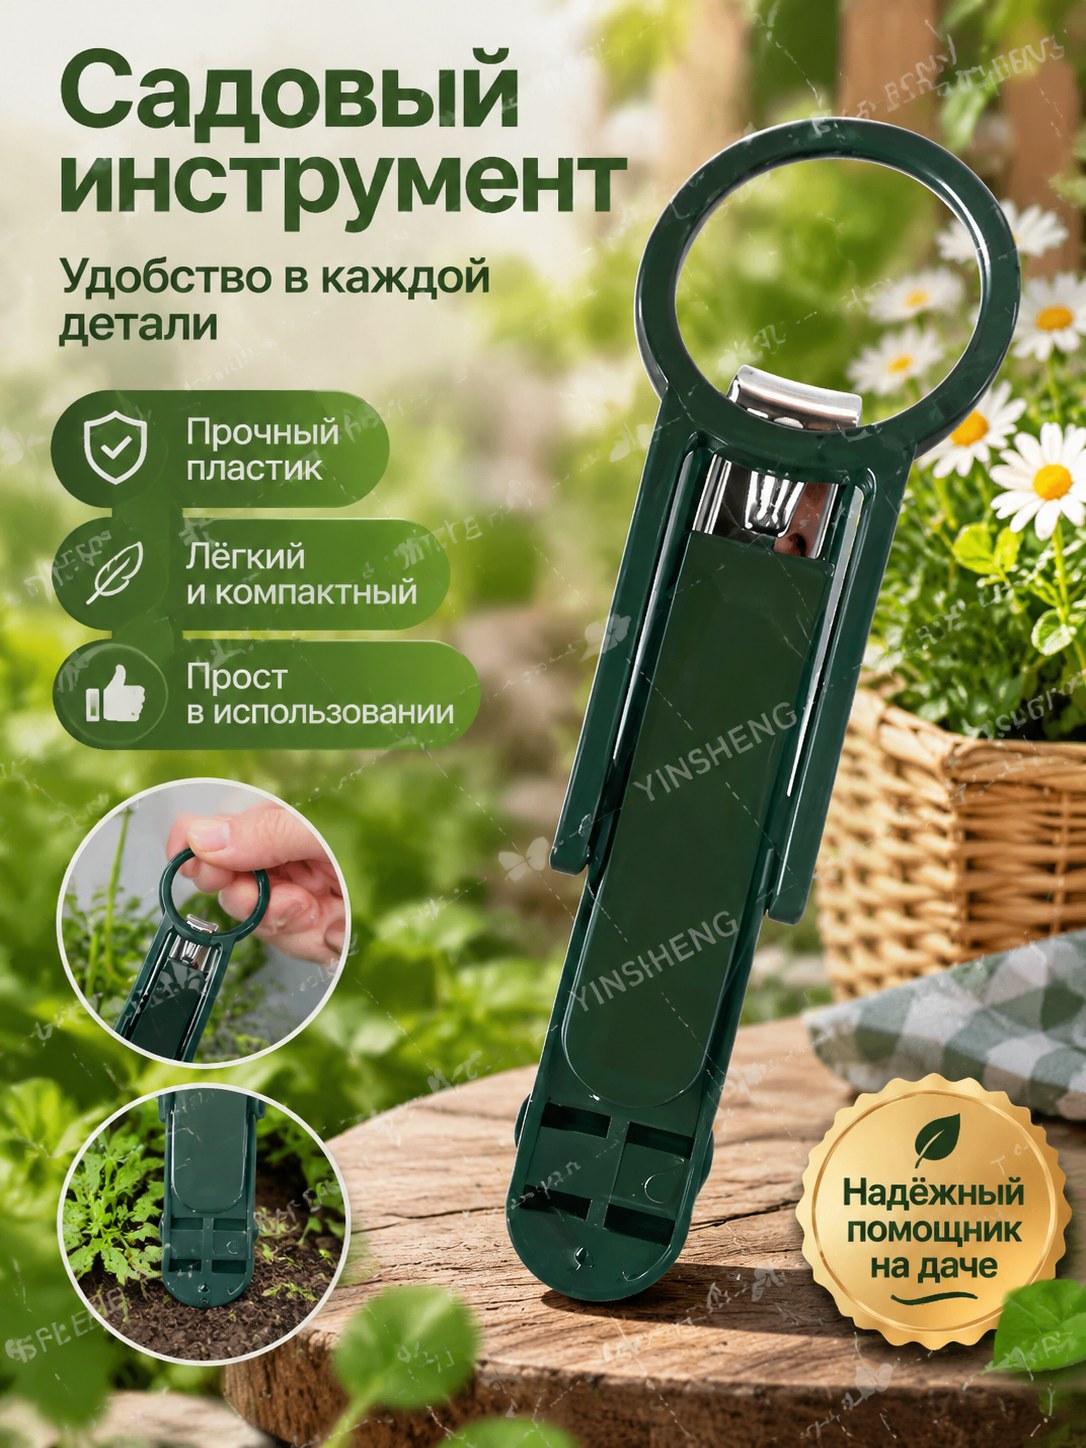 Садовый
инструмент
Удобство в каждой
детали
Прочный
пластик
Лёгкий
и компактный
Прост
в использовании
YINSHENG
YINSHENG
Надёжный
помощник
на даче